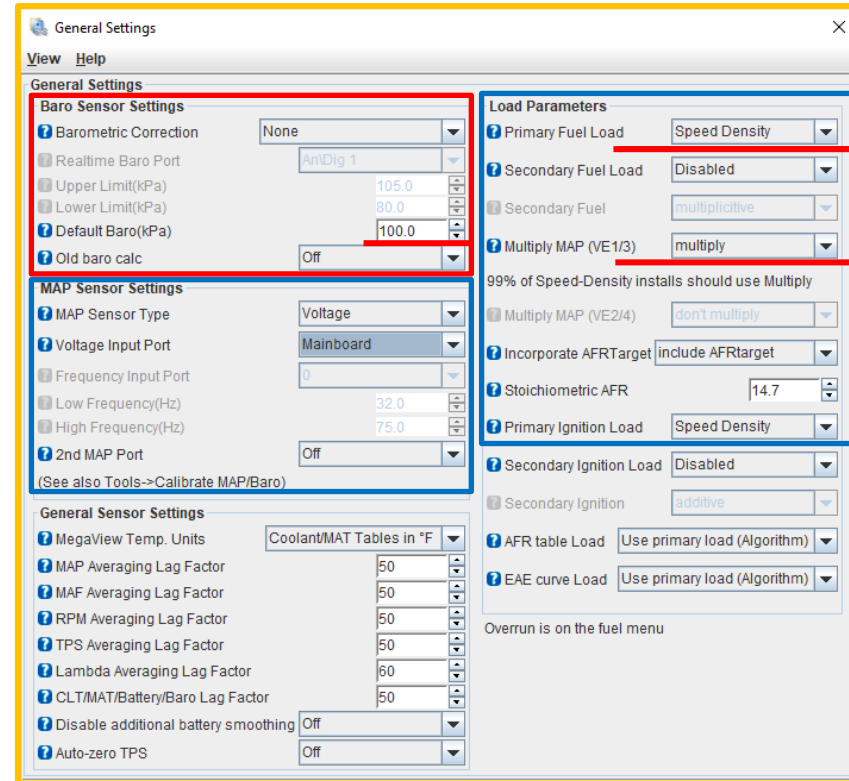 General Settings
View Help
General Settings
Baro Sensor Settings
Barometric Correction None
Realtime Baro Port An\Dig 1
Upper Limit(kPa) 105.0
Lower Limit(kPa) 80.0
Default Baro(kPa) 100.0
Old baro calc Off
MAP Sensor Settings
MAP Sensor Type Voltage
Voltage Input Port Mainboard
Frequency Input Port 0
Low Frequency(Hz) 32.0
High Frequency(Hz) 75.0
2nd MAP Port Off
(See also Tools->Calibrate MAP/Baro)
General Sensor Settings
MegaView Temp. Units Coolant/MAT Tables in °F
MAP Averaging Lag Factor 50
MAF Averaging Lag Factor 50
RPM Averaging Lag Factor 50
TPS Averaging Lag Factor 50
Lambda Averaging Lag Factor 60
CLT/MAT/Battery/Baro Lag Factor 50
Disable additional battery smoothing Off
Auto-zero TPS Off
Load Parameters
Primary Fuel Load Speed Density
Secondary Fuel Load Disabled
Secondary Fuel multiplicitive
Multiply MAP (VE1/3) multiply
99% of Speed-Density installs should use Multiply
Multiply MAP (VE2/4) don't multiply
Incorporate AFRTarget include AFRtarget
Stoichiometric AFR 14.7
Primary Ignition Load Speed Density
Secondary Ignition Load Disabled
Secondary Ignition additive
AFR table Load Use primary load (Algorithm)
EAE curve Load Use primary load (Algorithm)
Overrun is on the fuel menu